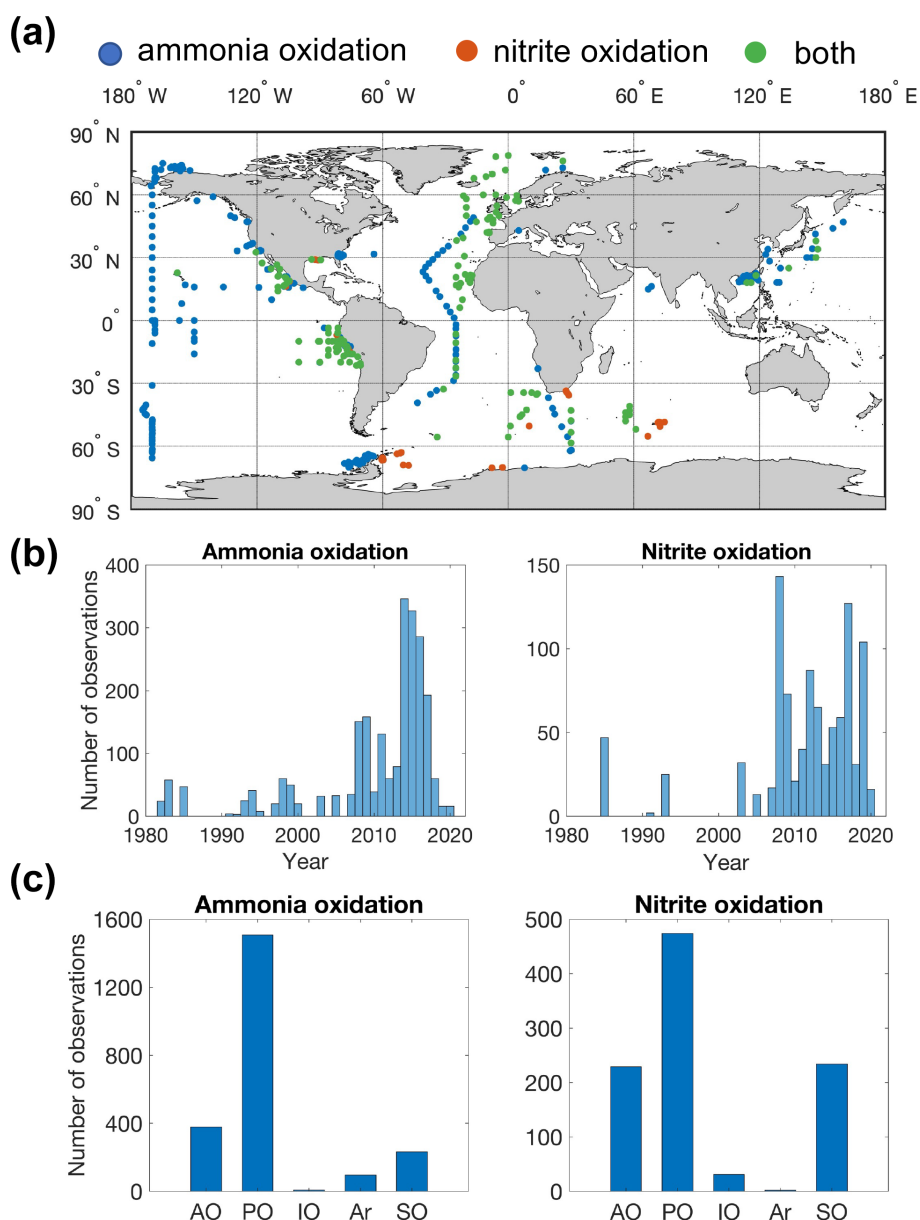 (a)
ammonia oxidation nitrite oxidation both
180° W 120° W 60° W 0° 60° E 120° E 180° E
90° N
60° N
30° N
0°
30° S
60° S
90° S
(b)
Ammonia oxidation
Number of observations
400
300
200
100
0
1980 1990 2000 2010 2020
Year
Nitrite oxidation
150
100
50
0
1980 1990 2000 2010 2020
Year
(c)
Ammonia oxidation
Number of observations
1600
1200
800
400
0
AO PO IO Ar SO
Nitrite oxidation
500
400
300
200
100
0
AO PO IO Ar SO